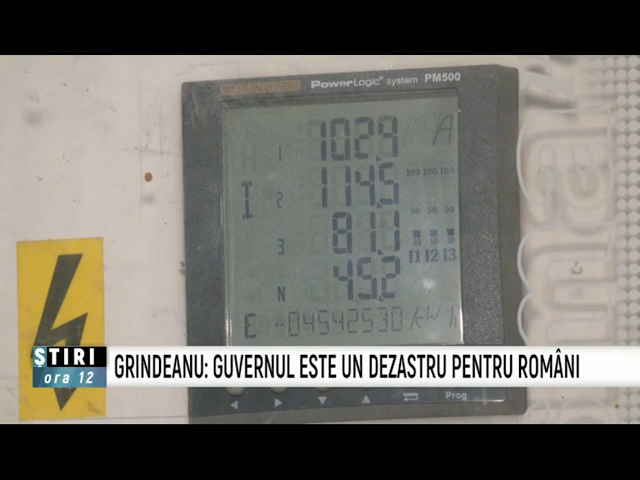 PowerLogic® system PM500
1 102.9 A
I 2 114.5 100 100 100
50 50 50
3 81.1 10 10 10
I1 I2 I3
N 45.2
E -04542530 kWh
ȘTIRI
ora 12
GRINDEANU: GUVERNUL ESTE UN DEZASTRU PENTRU ROMÂNI
Prog